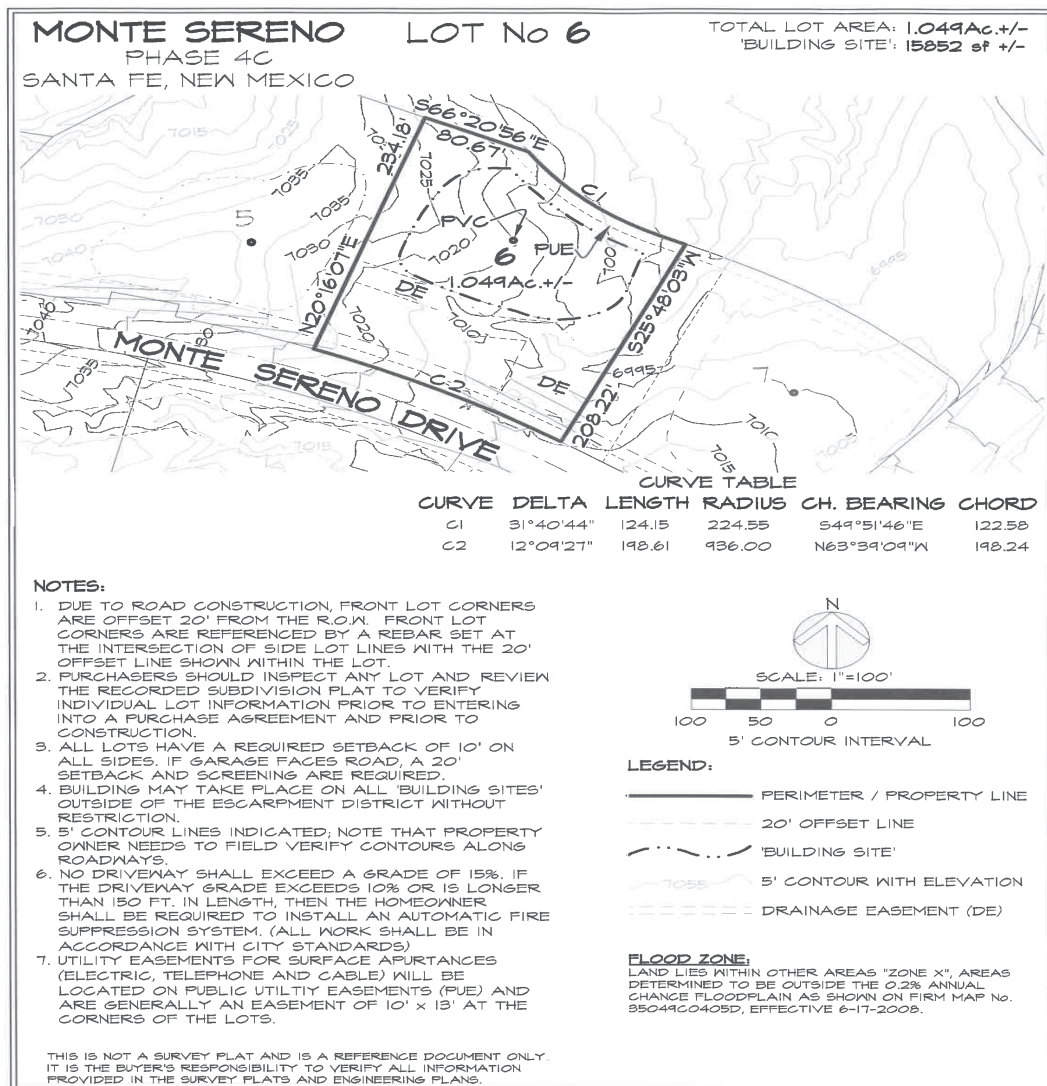 MONTE SERENO
LOT No 6
TOTAL LOT AREA: 1.049Ac.+/-
PHASE 4C
'BUILDING SITE': 15852 sf +/-
SANTA FE, NEW MEXICO
S66°20'56"E
80.67'
234.18'
N20°16'07"E
C1
S25°48'03"W
208.22'
C2
7015
7025
7035
7035
7030
7040
7030
5
7025
PVC
PUE
7020
6
1.049AC.+/-
DE
7020
7010
DE
6995
6995
7
7010
7005
7015
7040
7035
7015
MONTE SERENO DRIVE
CURVE TABLE
CURVE DELTA LENGTH RADIUS CH. BEARING CHORD
C1 31°40'44" 124.15 224.55 S49°51'46"E 122.58
C2 12°09'27" 198.61 936.00 N63°39'09"W 198.24
NOTES:
1. DUE TO ROAD CONSTRUCTION, FRONT LOT CORNERS
ARE OFFSET 20' FROM THE R.O.W. FRONT LOT
CORNERS ARE REFERENCED BY A REBAR SET AT
THE INTERSECTION OF SIDE LOT LINES WITH THE 20'
OFFSET LINE SHOWN WITHIN THE LOT.
2. PURCHASERS SHOULD INSPECT ANY LOT AND REVIEW
THE RECORDED SUBDIVISION PLAT TO VERIFY
INDIVIDUAL LOT INFORMATION PRIOR TO ENTERING
INTO A PURCHASE AGREEMENT AND PRIOR TO
CONSTRUCTION.
3. ALL LOTS HAVE A REQUIRED SETBACK OF 10' ON
ALL SIDES. IF GARAGE FACES ROAD, A 20'
SETBACK AND SCREENING ARE REQUIRED.
4. BUILDING MAY TAKE PLACE ON ALL 'BUILDING SITES'
OUTSIDE OF THE ESCARPMENT DISTRICT WITHOUT
RESTRICTION.
5. 5' CONTOUR LINES INDICATED; NOTE THAT PROPERTY
OWNER NEEDS TO FIELD VERIFY CONTOURS ALONG
ROADWAYS.
6. NO DRIVEWAY SHALL EXCEED A GRADE OF 15%. IF
THE DRIVEWAY GRADE EXCEEDS 10% OR IS LONGER
THAN 150 FT. IN LENGTH, THEN THE HOMEOWNER
SHALL BE REQUIRED TO INSTALL AN AUTOMATIC FIRE
SUPPRESSION SYSTEM. (ALL WORK SHALL BE IN
ACCORDANCE WITH CITY STANDARDS)
7. UTILITY EASEMENTS FOR SURFACE APURTANCES
(ELECTRIC, TELEPHONE AND CABLE) WILL BE
LOCATED ON PUBLIC UTILTIY EASEMENTS (PUE) AND
ARE GENERALLY AN EASEMENT OF 10' x 13' AT THE
CORNERS OF THE LOTS.
THIS IS NOT A SURVEY PLAT AND IS A REFERENCE DOCUMENT ONLY.
IT IS THE BUYER'S RESPONSIBILITY TO VERIFY ALL INFORMATION
PROVIDED IN THE SURVEY PLATS AND ENGINEERING PLANS.
N
SCALE: 1"=100'
100 50 0 100
5' CONTOUR INTERVAL
LEGEND:
PERIMETER / PROPERTY LINE
20' OFFSET LINE
'BUILDING SITE'
7055 5' CONTOUR WITH ELEVATION
DRAINAGE EASEMENT (DE)
FLOOD ZONE:
LAND LIES WITHIN OTHER AREAS "ZONE X", AREAS
DETERMINED TO BE OUTSIDE THE 0.2% ANNUAL
CHANCE FLOODPLAIN AS SHOWN ON FIRM MAP No.
35049C0405D, EFFECTIVE 6-17-2008.